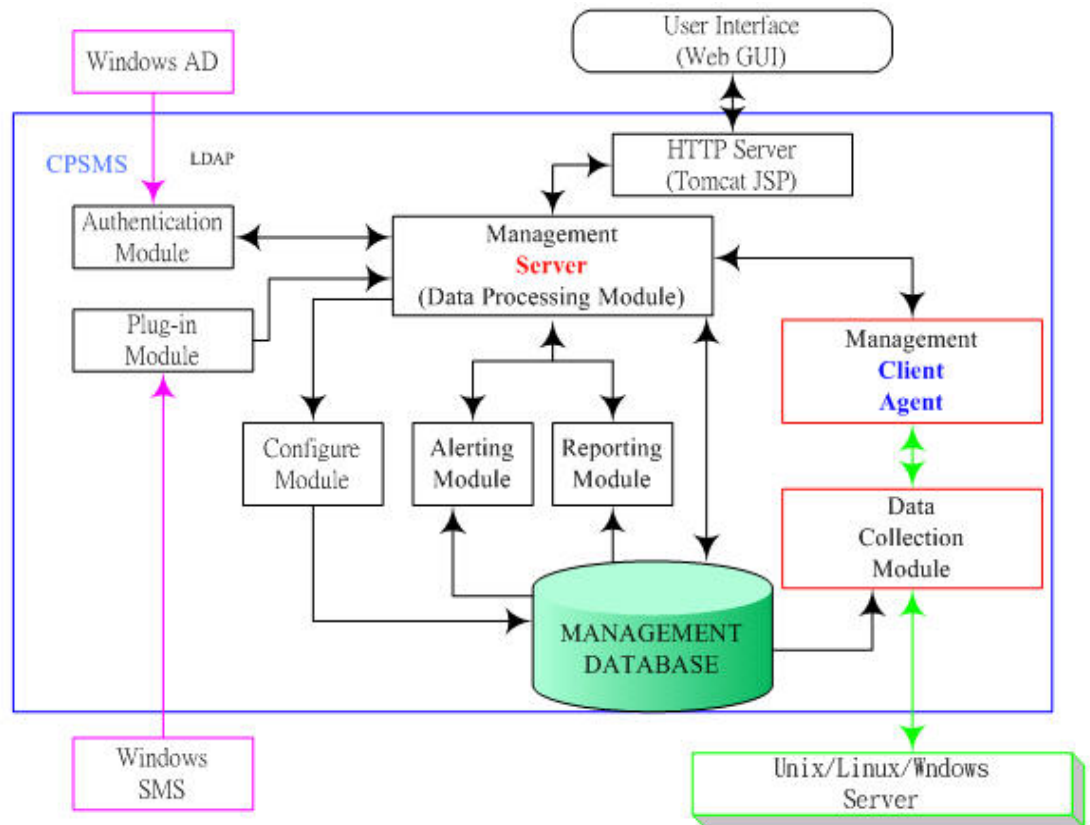 User Interface
(Web GUI)
Windows AD
CPSMS
LDAP
HTTP Server
(Tomcat JSP)
Authentication
Module
Management
Server
(Data Processing Module)
Plug-in
Module
Management
Client
Agent
Configure
Module
Alerting
Module
Reporting
Module
Data
Collection
Module
MANAGEMENT
DATABASE
Windows
SMS
Unix/Linux/Wndows
Server